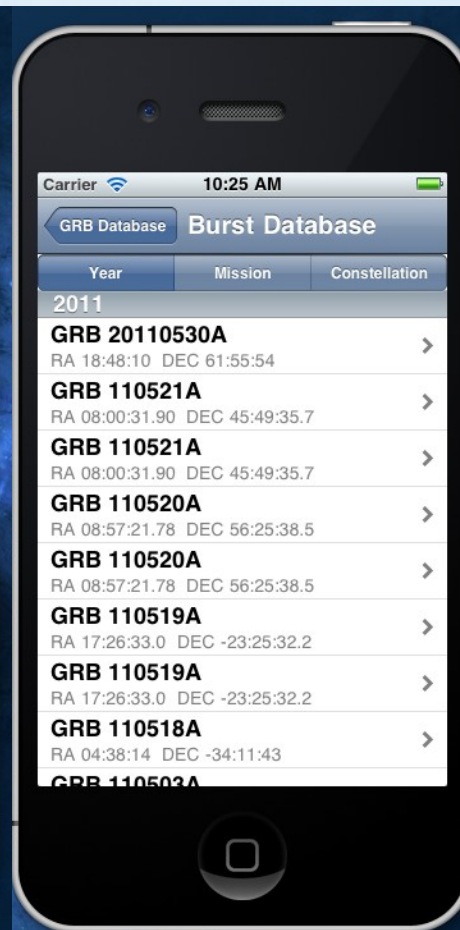 Carrier 10:25 AM
GRB Database Burst Database
Year Mission Constellation
2011
GRB 20110530A
RA 18:48:10 DEC 61:55:54
GRB 110521A
RA 08:00:31.90 DEC 45:49:35.7
GRB 110521A
RA 08:00:31.90 DEC 45:49:35.7
GRB 110520A
RA 08:57:21.78 DEC 56:25:38.5
GRB 110520A
RA 08:57:21.78 DEC 56:25:38.5
GRB 110519A
RA 17:26:33.0 DEC -23:25:32.2
GRB 110519A
RA 17:26:33.0 DEC -23:25:32.2
GRB 110518A
RA 04:38:14 DEC -34:11:43
GRB 110503A